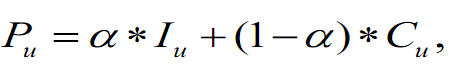 P_u = α * I_u + (1 − α) * C_u,